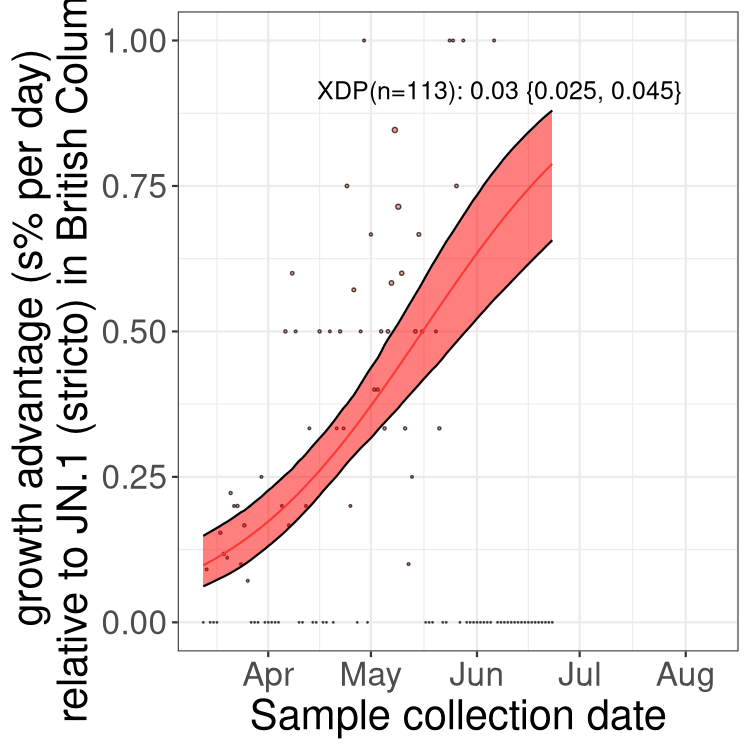 growth advantage (s% per day)
relative to JN.1 (stricto) in British Colum
1.00
0.75
0.50
0.25
0.00
XDP(n=113): 0.03 {0.025, 0.045}
Apr May Jun Jul Aug
Sample collection date